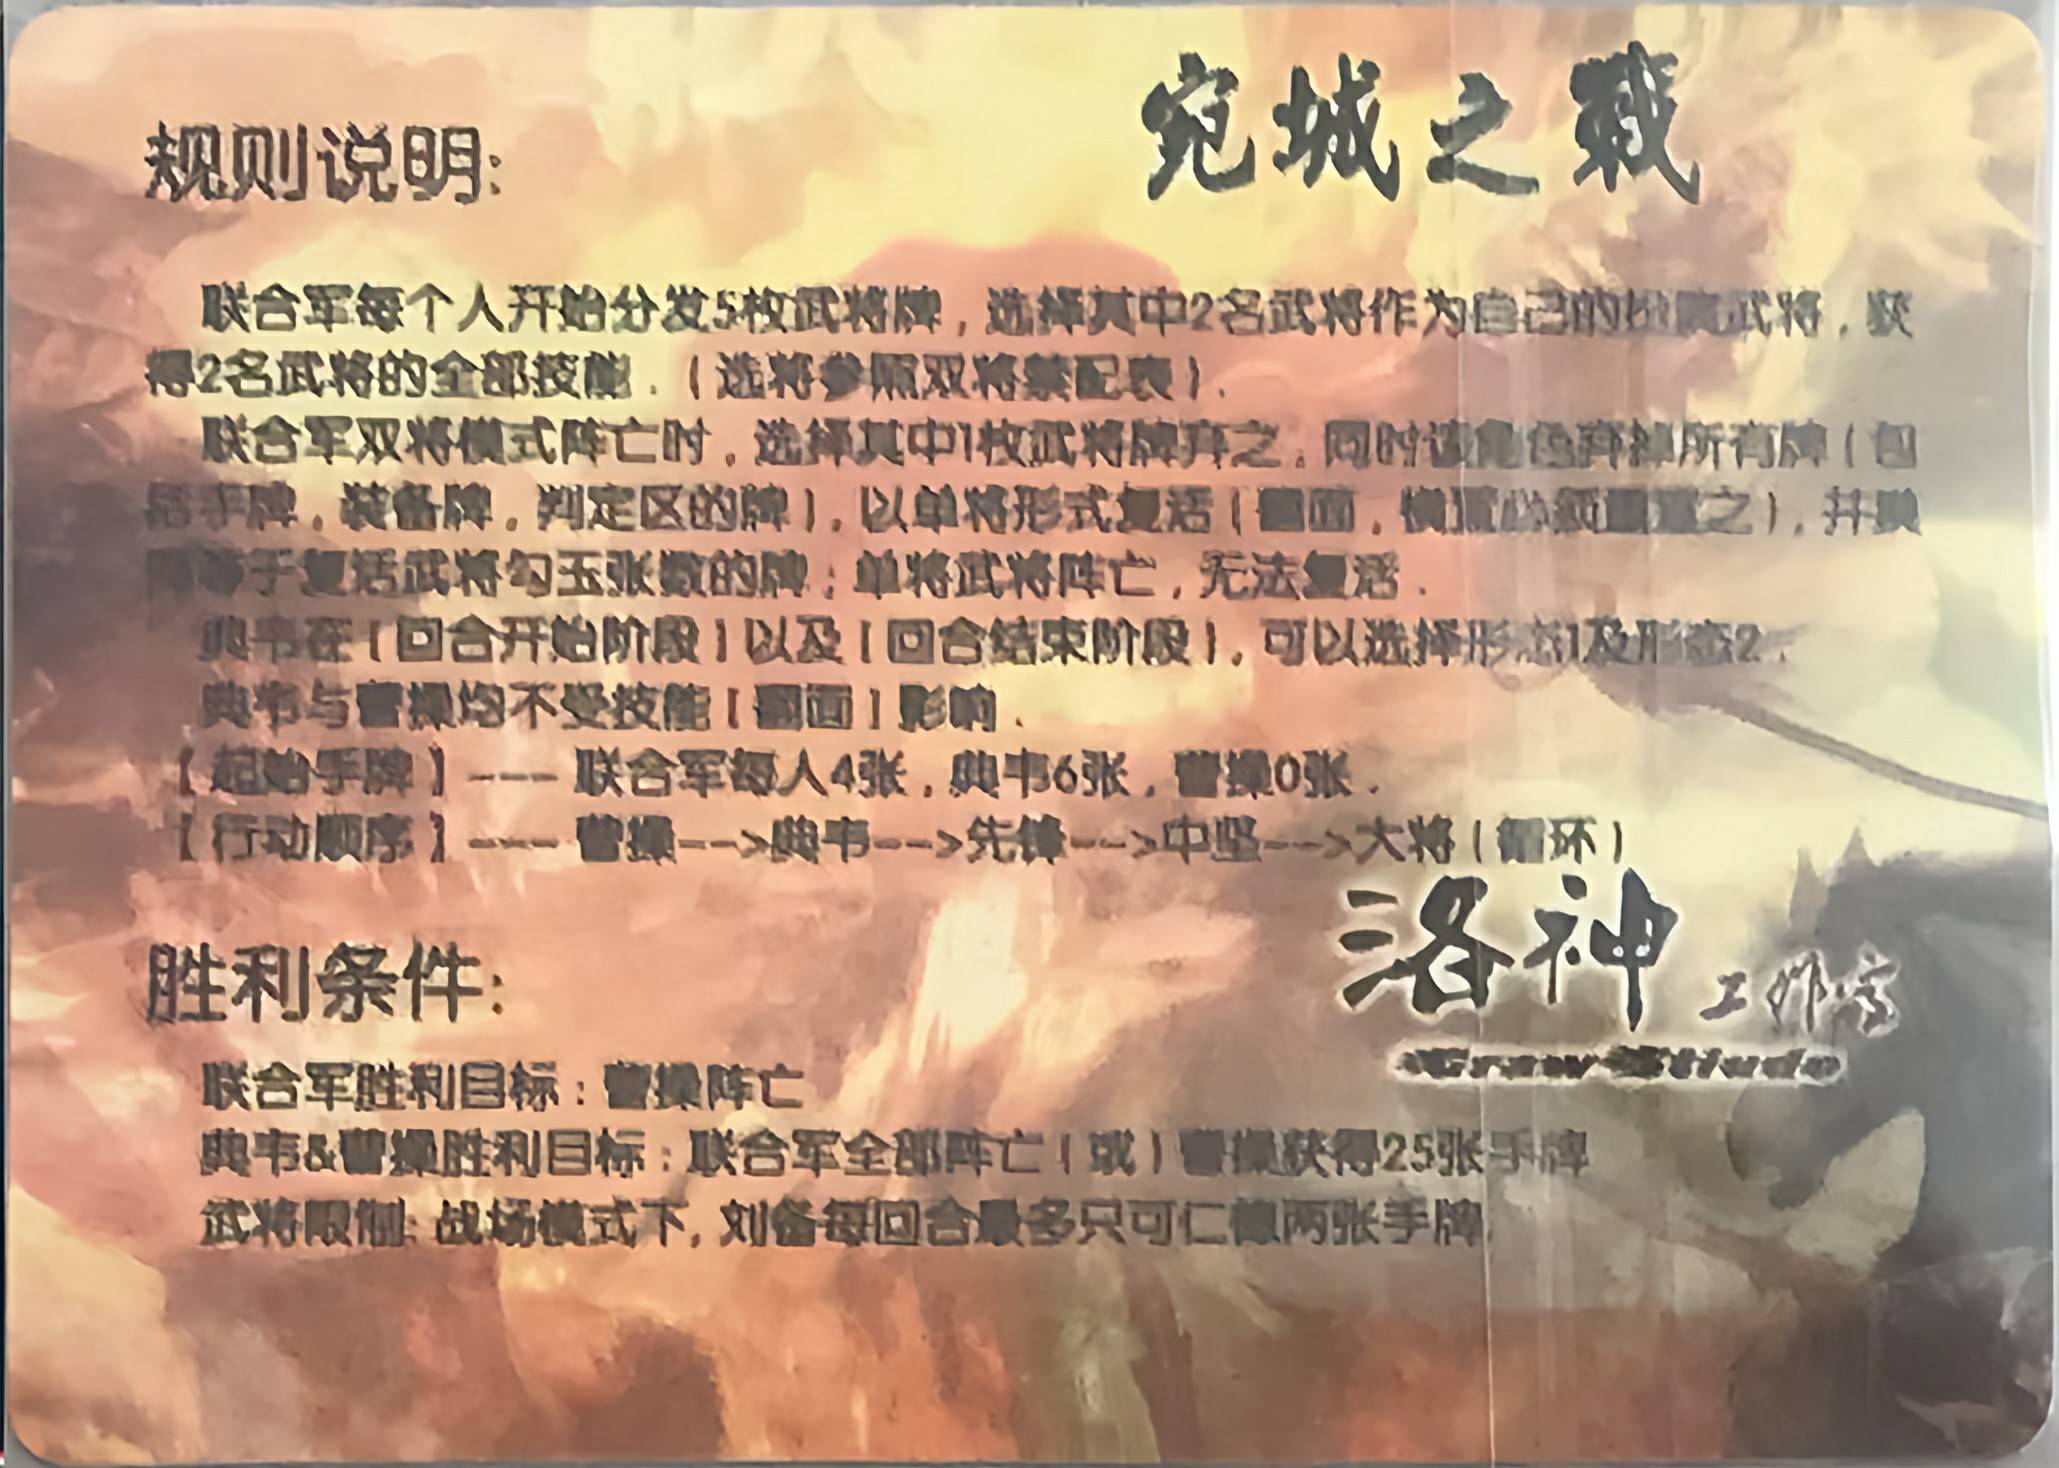 宛城之戰
规则说明:
联合军每个人开始分发5枚武将牌,选择其中2名武将作为自己的武将,获
得2名武将的全部技能.(选将参照双将禁配表).
联合军双将模式阵亡时,选择其中1枚武将牌弃之,同时该角色弃掉所有牌(包
括手牌,装备牌,判定区的牌),以单将形式复活(翻面,横置必须重置之),并
等于复活武将勾玉张数的牌;单将武将阵亡,无法复活.
典韦在[回合开始阶段]以及[回合结束阶段],可以选择形态1及形态2.
典韦与曹操均不受技能[翻面]影响.
【起始手牌】--- 联合军每人4张,典韦6张,曹操0张.
【行动顺序】--- 曹操-->典韦-->先锋-->中坚-->大将(循环)
洛神 工作室
胜利条件:
联合军胜利目标:曹操阵亡
典韦&曹操胜利目标:联合军全部阵亡(或)曹操获得25张手牌
武将限制:战场模式下,刘备每回合最多只可仁德两张手牌.